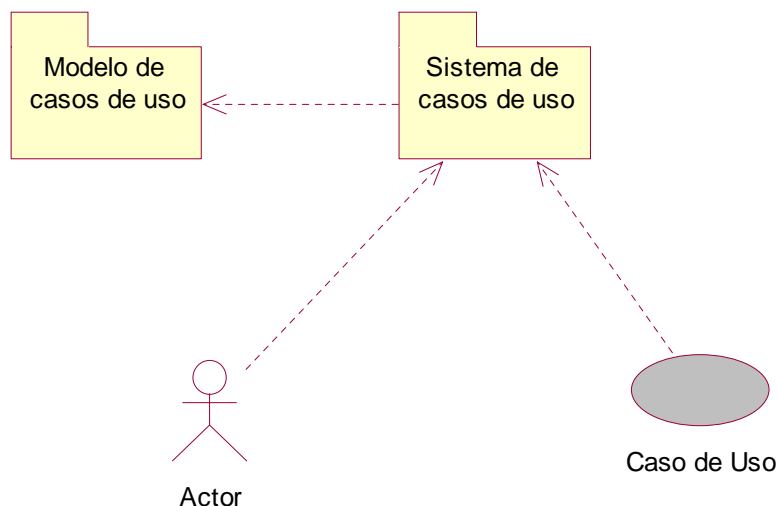 Modelo de
casos de uso
Sistema de
casos de uso
Actor
Caso de Uso